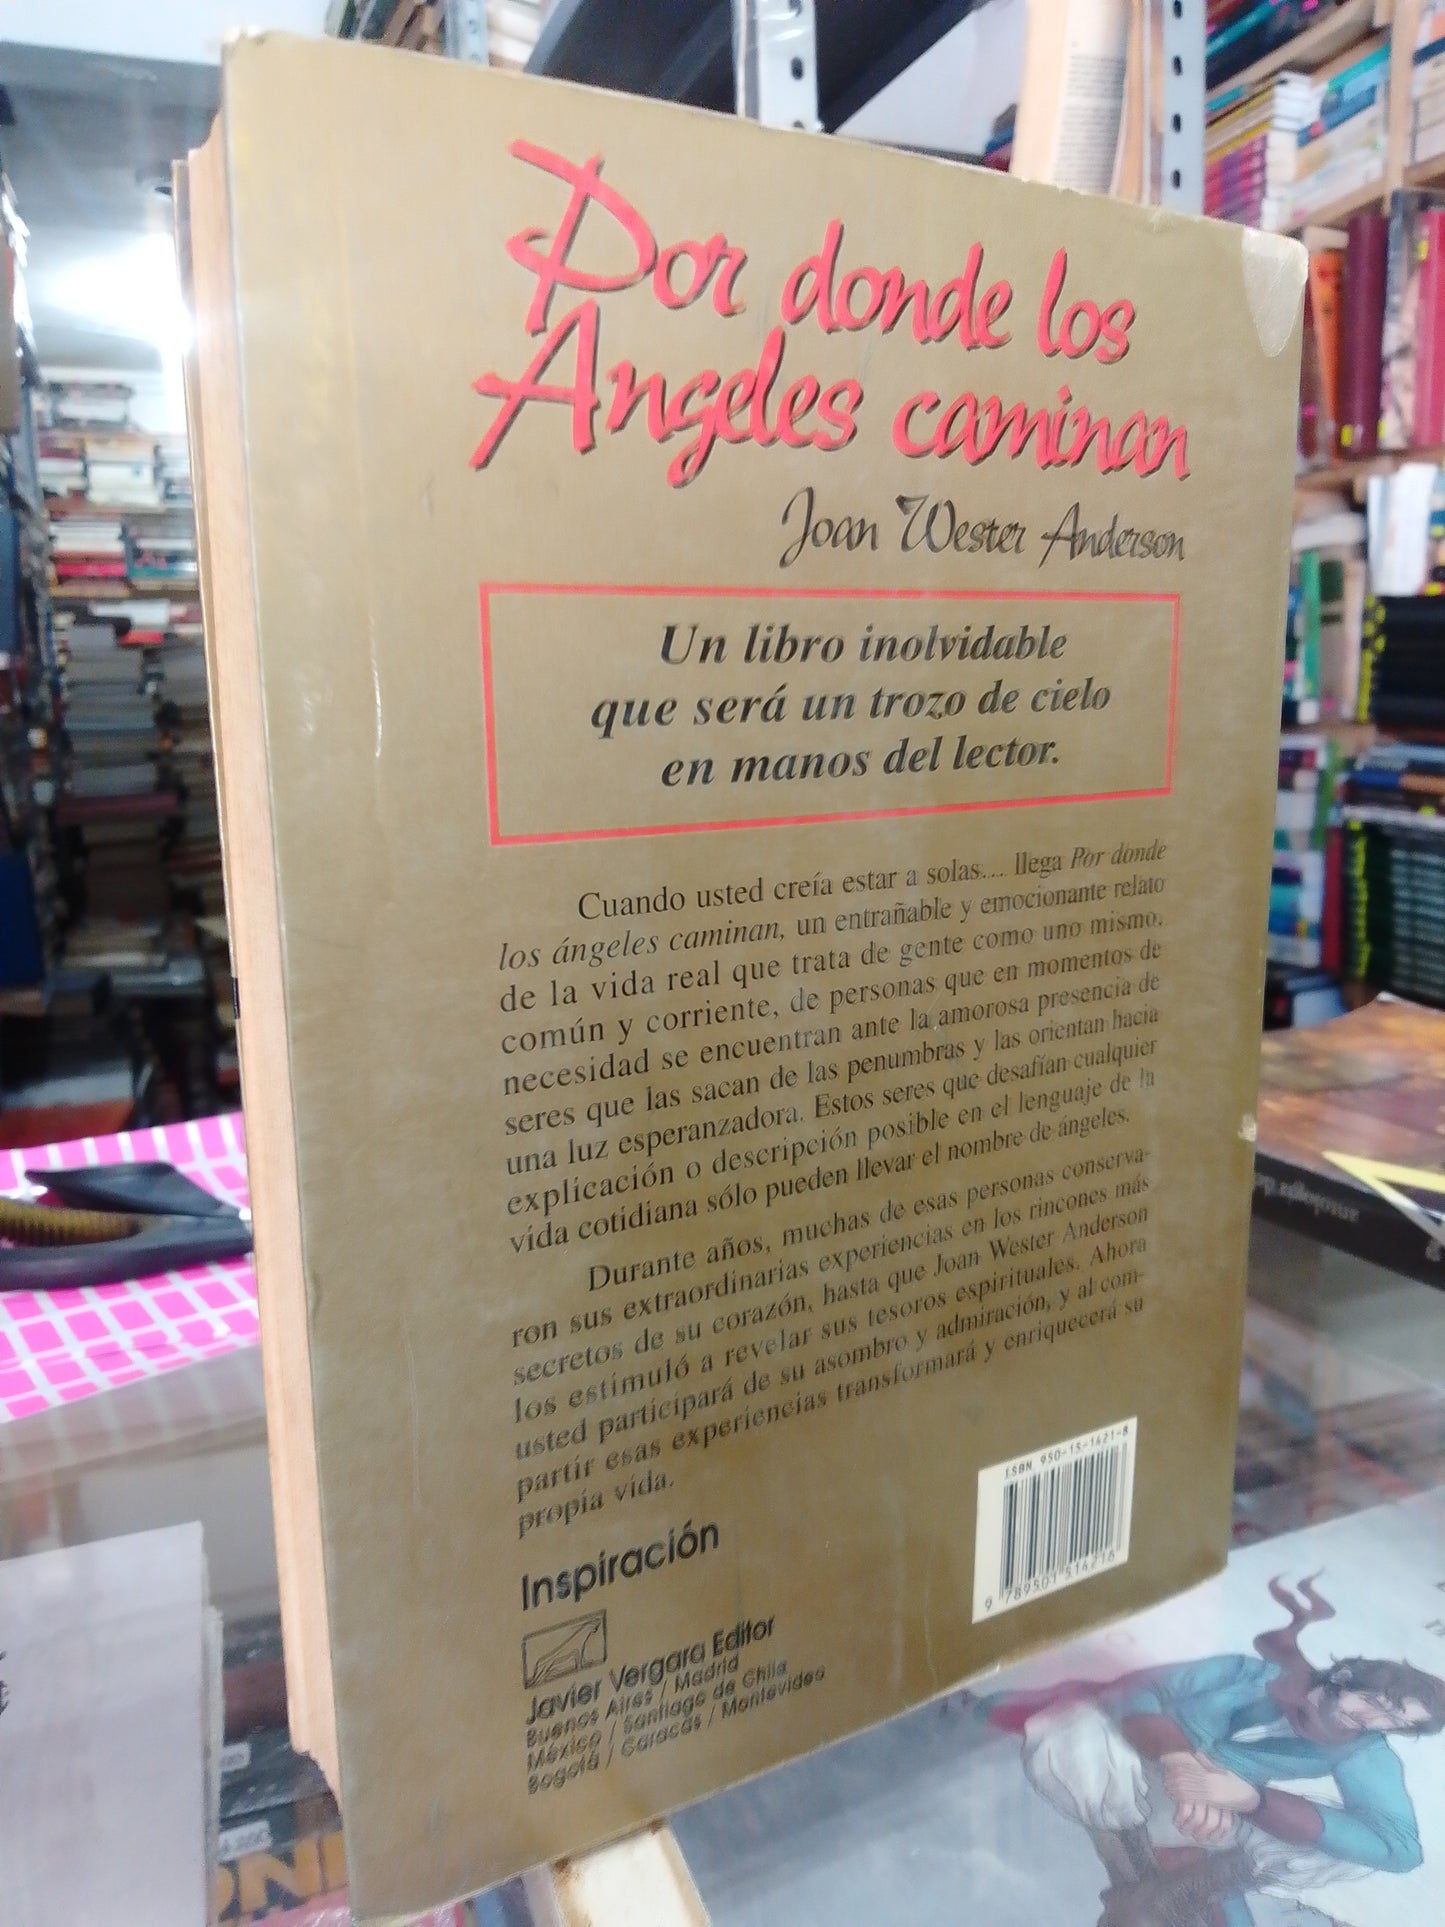 Por donde los
Angeles caminan
Joan Wester Anderson
Un libro inolvidable
que será un trozo de cielo
en manos del lector.
Cuando usted creía estar a solas.... llega Por donde
los ángeles caminan, un entrañable y emocionante relato
de la vida real que trata de gente como uno mismo,
común y corriente, de personas que en momentos de
necesidad se encuentran ante la amorosa presencia de
seres que las sacan de las penumbras y las orientan hacia
una luz esperanzadora. Estos seres que desafían cualquier
explicación o descripción posible en el lenguaje de la
vida cotidiana sólo pueden llevar el nombre de ángeles.
Durante años, muchas de esas personas conserva-
ron sus extraordinarias experiencias en los rincones más
secretos de su corazón, hasta que Joan Wester Anderson
los estimuló a revelar sus tesoros espirituales. Ahora
usted participará de su asombro y admiración, y al com-
partir esas experiencias transformará y enriquecerá su
propia vida.
ISBN 950-15-1421-8
9 789501 514216
Inspiración
Javier Vergara Editor
Buenos Aires / Madrid
México / Santiago de Chile
Bogotá / Caracas / Montevideo